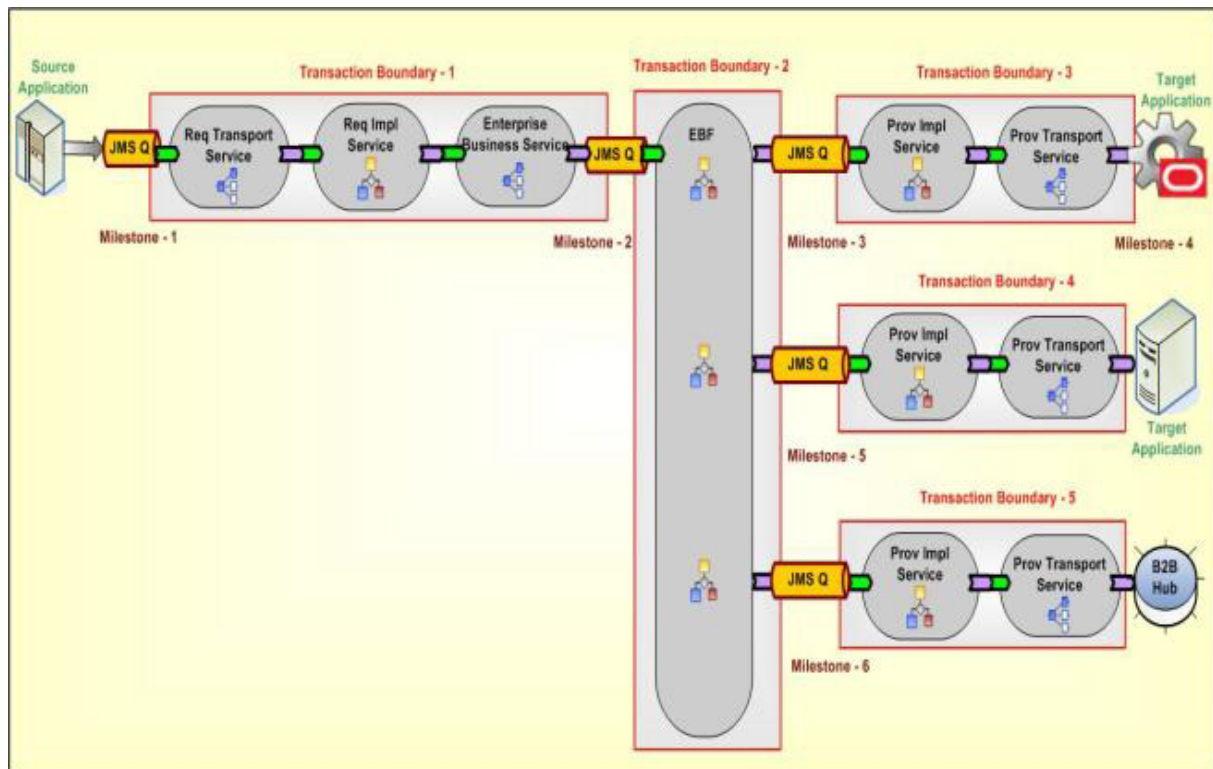 Source
Application
Transaction Boundary - 1
Transaction Boundary - 2
Transaction Boundary - 3
Target
Application
JMS Q
Req Transport
Service
Req Impl
Service
Enterprise
Business Service
JMS Q
EBF
JMS Q
Prov Impl
Service
Prov Transport
Service
Milestone - 1
Milestone - 2
Milestone - 3
Milestone - 4
Transaction Boundary - 4
JMS Q
Prov Impl
Service
Prov Transport
Service
Target
Application
Milestone - 5
Transaction Boundary - 5
JMS Q
Prov Impl
Service
Prov Transport
Service
B2B
Hub
Milestone - 6